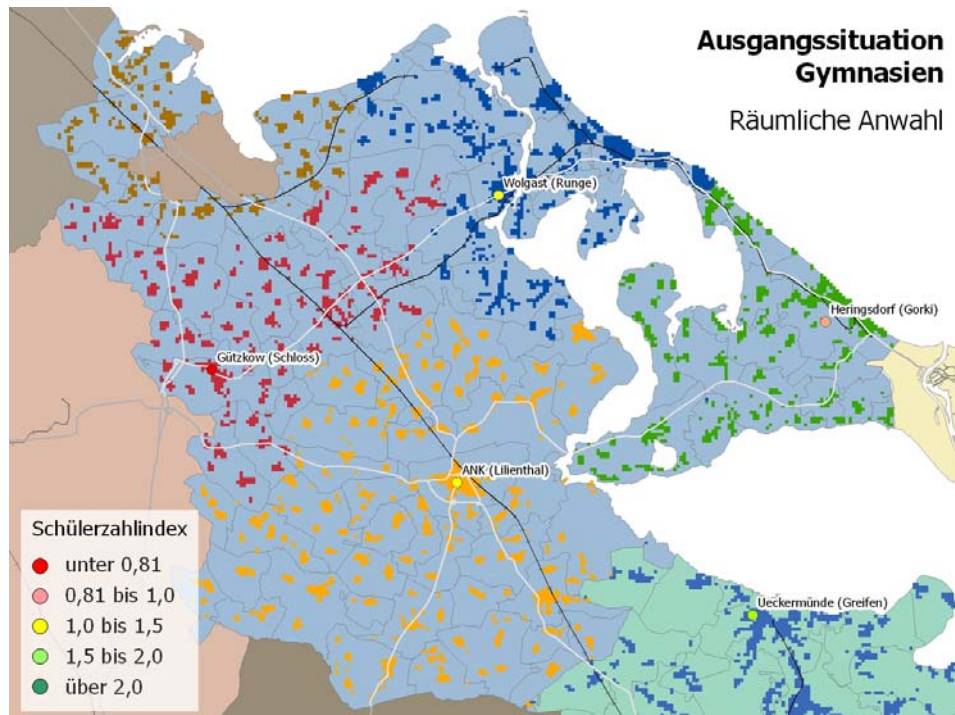 Ausgangssituation
Gymnasien
Räumliche Anwahl
Wolgast (Runge)
Heringsdorf (Gorki)
Gützkow (Schloss)
ANK (Lilienthal)
Ueckermünde (Greifen)
Schülerzahlindex
unter 0,81
0,81 bis 1,0
1,0 bis 1,5
1,5 bis 2,0
über 2,0